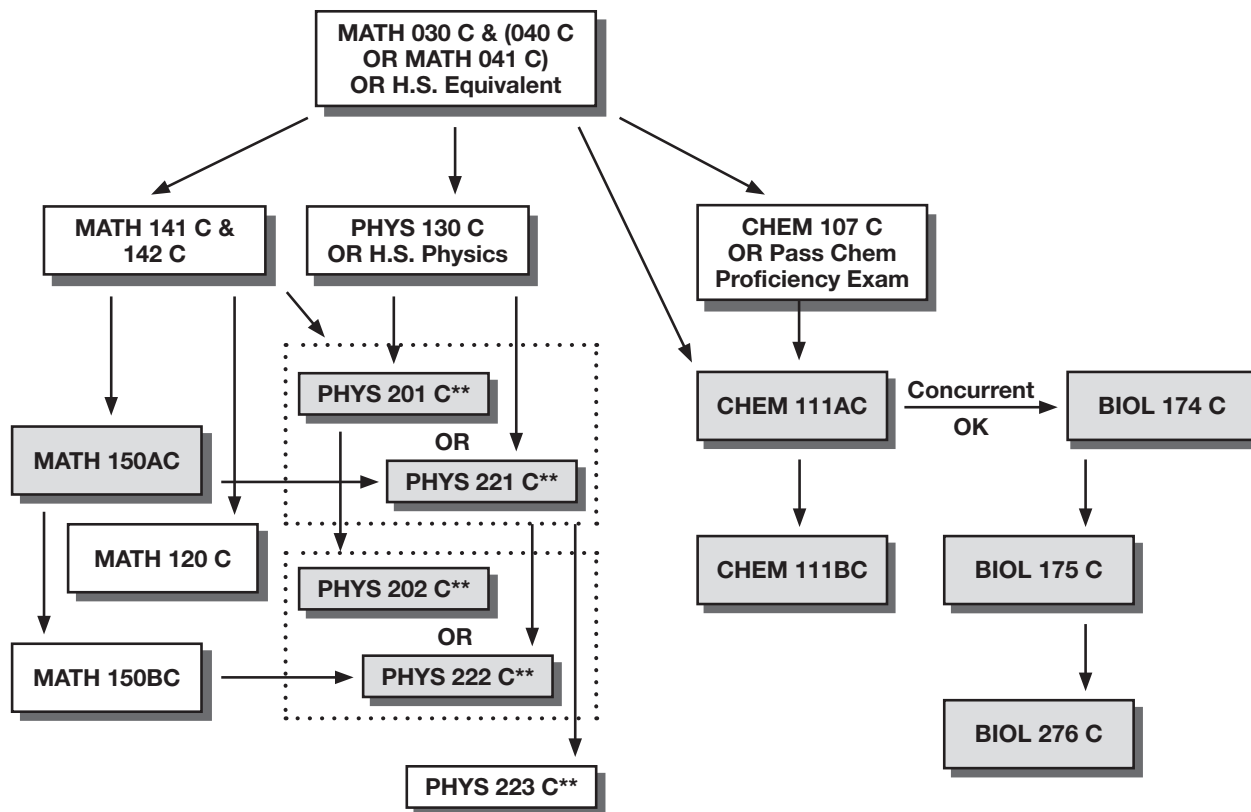 MATH 030 C & (040 C
OR MATH 041 C)
OR H.S. Equivalent
MATH 141 C &
142 C
PHYS 130 C
OR H.S. Physics
CHEM 107 C
OR Pass Chem
Proficiency Exam
PHYS 201 C**
OR
PHYS 221 C**
CHEM 111AC
Concurrent
OK
BIOL 174 C
MATH 150AC
MATH 120 C
PHYS 202 C**
OR
PHYS 222 C**
CHEM 111BC
BIOL 175 C
MATH 150BC
BIOL 276 C
PHYS 223 C**